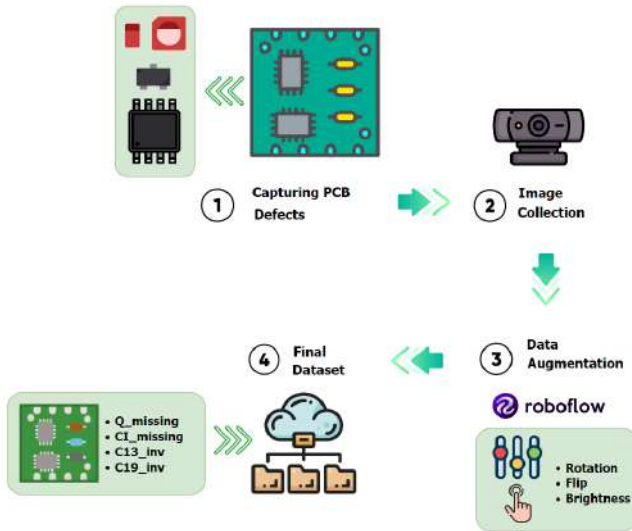 1 Capturing PCB
Defects
2 Image
Collection
3 Data
Augmentation
roboflow
• Rotation
• Flip
• Brightness
4 Final
Dataset
• Q_missing
• C1_missing
• C13_inv
• C19_inv